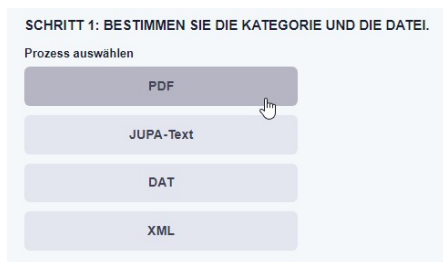 SCHRITT 1: BESTIMMEN SIE DIE KATEGORIE UND DIE DATEI.
Prozess auswählen
PDF
JUPA-Text
DAT
XML